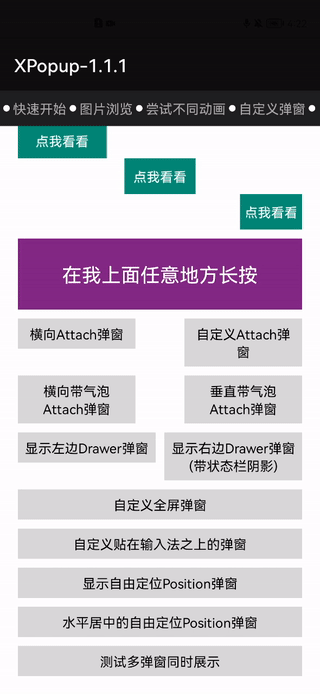 XPopup-1.1.1
快速开始 图片浏览 尝试不同动画 自定义弹窗
点我看看
点我看看
点我看看
在我上面任意地方长按
横向Attach弹窗
自定义Attach弹
窗
横向带气泡
Attach弹窗
垂直带气泡
Attach弹窗
显示左边Drawer弹窗
显示右边Drawer弹窗
(带状态栏阴影)
自定义全屏弹窗
自定义贴在输入法之上的弹窗
显示自由定位Position弹窗
水平居中的自由定位Position弹窗
测试多弹窗同时展示